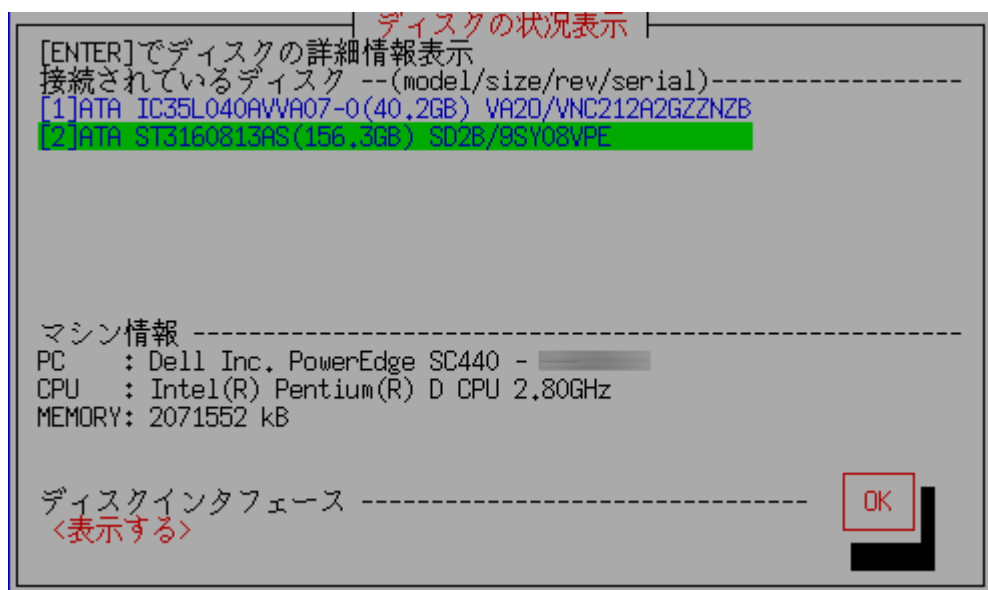 ディスクの状況表示
[ENTER]でディスクの詳細情報表示
接続されているディスク --(model/size/rev/serial)------------------
[1]ATA IC35L040AVVA07-0(40.2GB) VA2O/VNC212A2GZZNZB
[2]ATA ST3160813AS(156.3GB) SD2B/9SY08VPE
マシン情報 -------------------------------------------------------
PC     : Dell Inc. PowerEdge SC440 -
CPU    : Intel(R) Pentium(R) D CPU 2.80GHz
MEMORY: 2071552 kB
ディスクインタフェース --------------------------------
<表示する>
OK